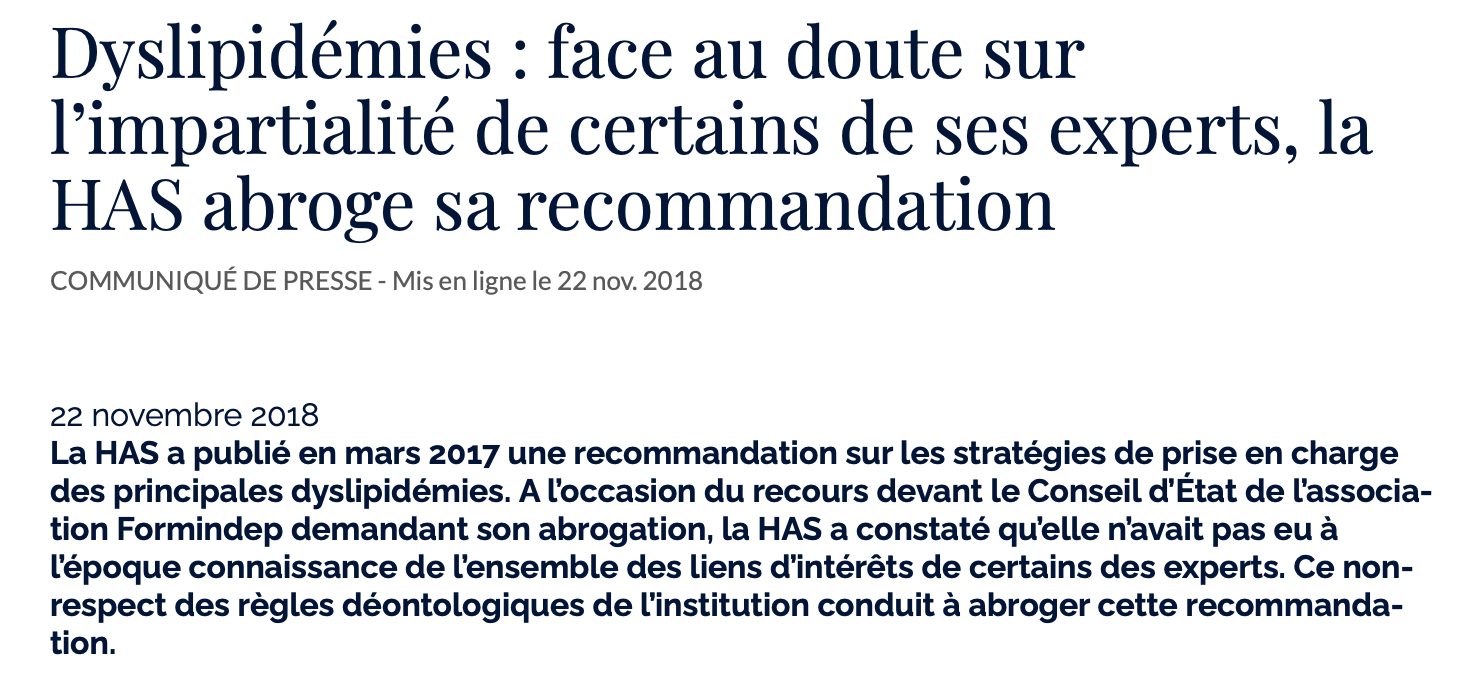 Dyslipidémies : face au doute sur
l’impartialité de certains de ses experts, la
HAS abroge sa recommandation
COMMUNIQUÉ DE PRESSE - Mis en ligne le 22 nov. 2018
22 novembre 2018
La HAS a publié en mars 2017 une recommandation sur les stratégies de prise en charge
des principales dyslipidémies. A l’occasion du recours devant le Conseil d’État de l’associa-
tion Formindep demandant son abrogation, la HAS a constaté qu’elle n’avait pas eu à
l’époque connaissance de l’ensemble des liens d’intérêts de certains des experts. Ce non-
respect des règles déontologiques de l’institution conduit à abroger cette recommanda-
tion.